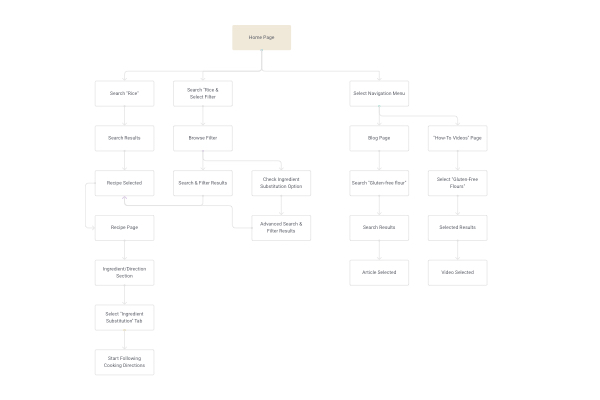 Home Page
Search "Rice"
Search "Rice &
Select Filter
Select Navigation Menu
Search Results
Browse Filter
Blog Page
"How-To Videos" Page
Recipe Selected
Search & Filter Results
Check Ingredient
Substitution Option
Search "Gluten-free flour"
Select "Gluten-Free
Flours"
Recipe Page
Advanced Search &
Filter Results
Search Results
Selected Results
Ingredient/Direction
Section
Article Selected
Video Selected
Select "Ingredient
Substitution" Tab
Start Following
Cooking Directions